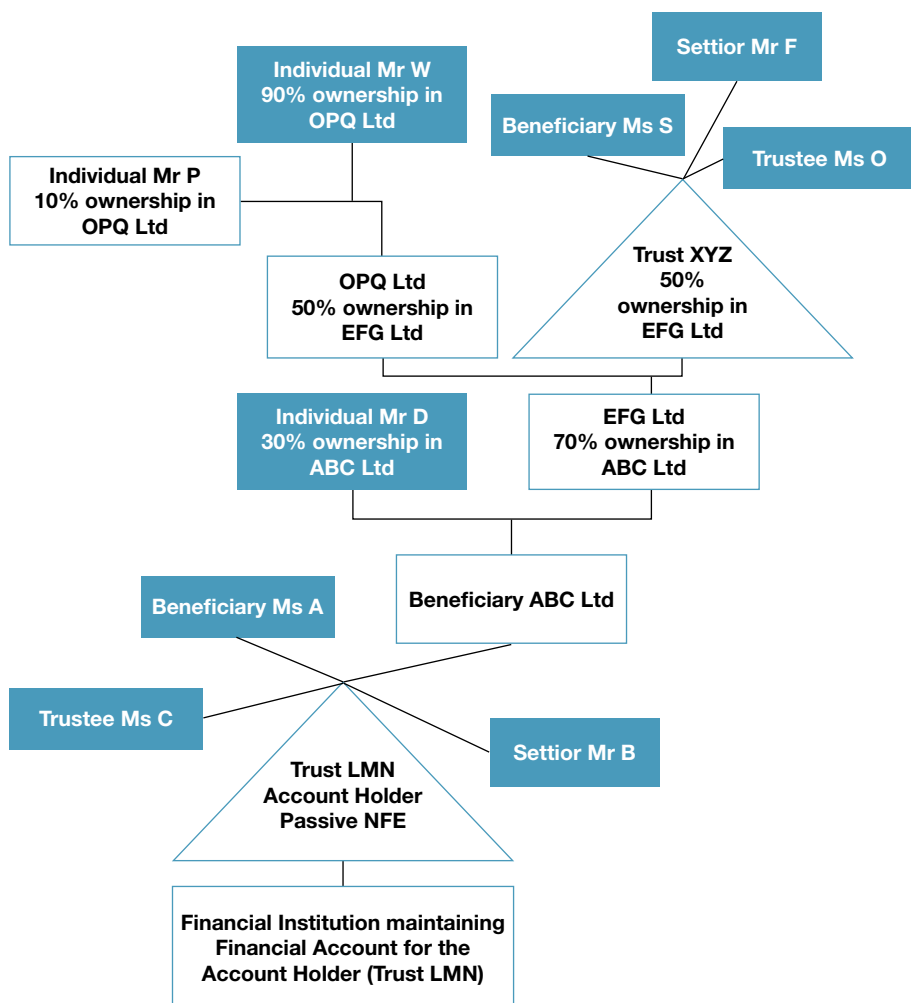 Settior Mr F
Individual Mr W
90% ownership in
OPQ Ltd
Beneficiary Ms S
Trustee Ms O
Individual Mr P
10% ownership in
OPQ Ltd
OPQ Ltd
50% ownership in
EFG Ltd
Trust XYZ
50%
ownership in
EFG Ltd
Individual Mr D
30% ownership in
ABC Ltd
EFG Ltd
70% ownership in
ABC Ltd
Beneficiary Ms A
Beneficiary ABC Ltd
Trustee Ms C
Settior Mr B
Trust LMN
Account Holder
Passive NFE
Financial Institution maintaining
Financial Account for the
Account Holder (Trust LMN)